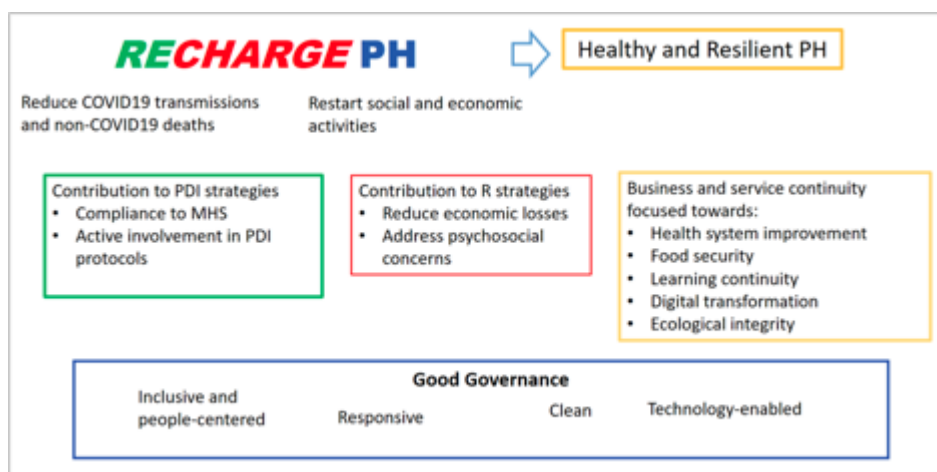 RECHARGE PH
Healthy and Resilient PH
Reduce COVID19 transmissions
and non-COVID19 deaths
Restart social and economic
activities
Contribution to PDI strategies
• Compliance to MHS
• Active involvement in PDI
protocols
Contribution to R strategies
• Reduce economic losses
• Address psychosocial
concerns
Business and service continuity
focused towards:
• Health system improvement
• Food security
• Learning continuity
• Digital transformation
• Ecological integrity
Good Governance
Inclusive and
people-centered
Responsive
Clean
Technology-enabled